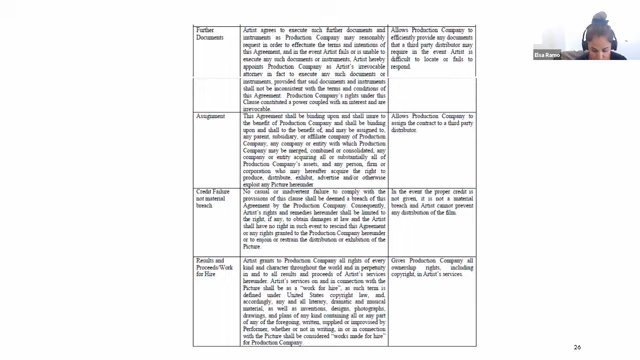 Further
Documents
Artist agrees to execute such further documents and
instruments as Production Company may reasonably
request in order to effectuate the terms and intentions of
this Agreement, and in the event Artist fails or is unable to
execute any such documents or instruments, Artist hereby
appoints Production Company as Artist's irrevocable
attorney in fact to execute any such documents or
instruments, provided that said documents and instruments
shall not be inconsistent with the terms and conditions of
this Agreement. Production Company's rights under this
Clause constituted a power coupled with an interest and are
irrevocable.
Allows Production Company to
efficiently provide any documents
that a third party distributor may
require in the event Artist is
difficult to locate or fails to
respond.
Assignment
This Agreement shall be binding upon and shall inure to
the benefit of Production Company and shall be binding
upon and shall to the benefit of, and may be assigned to,
any parent, subsidiary, or affiliate company of Production
Company, any company or entity with which Production
Company may be merged, combined or consolidated, any
company or entity acquiring all or substantially all of
Production Company's assets, and any person, firm or
corporation who may hereafter acquire the right to
produce, distribute, exhibit, advertise and/or otherwise
exploit any Picture hereunder.
Allows Production Company to
assign the contract to a third party
distributor.
Credit Failure
not material
breach
No casual or inadvertent failure to comply with the
provisions of this clause shall be deemed a breach of this
Agreement by the Production Company. Consequently,
Artist's rights and remedies hereunder shall be limited to
the right, if any, to obtain damages at law and the Artist
shall have no right in such event to rescind this Agreement
or any rights granted to the Production Company hereunder
or to enjoin or restrain the distribution or exhibition of the
Picture.
In the event the proper credit is
not given, it is not a material
breach and Artist cannot prevent
any distribution of the film.
Results and
Proceeds/Work
for Hire
Artist grants to Production Company all rights of every
kind and character throughout the world and in perpetuity
in and to all results and proceeds of Artist's services
hereunder. Artist's services on and in connection with the
Picture shall be as a "work for hire", as such term is
defined under United States copyright law, and,
accordingly, any and all literary, dramatic and musical
material, as well as inventions, designs, photographs,
drawings, and plans of any kind containing all or any part
of any of the foregoing, written, supplied or improvised by
Performer, whether or not in writing, in or in connection
with the Picture shall be considered "works made for hire"
for Production Company.
Gives Production Company all
ownership rights, including
copyright, in Artist's services.
Elsa Ramo
26